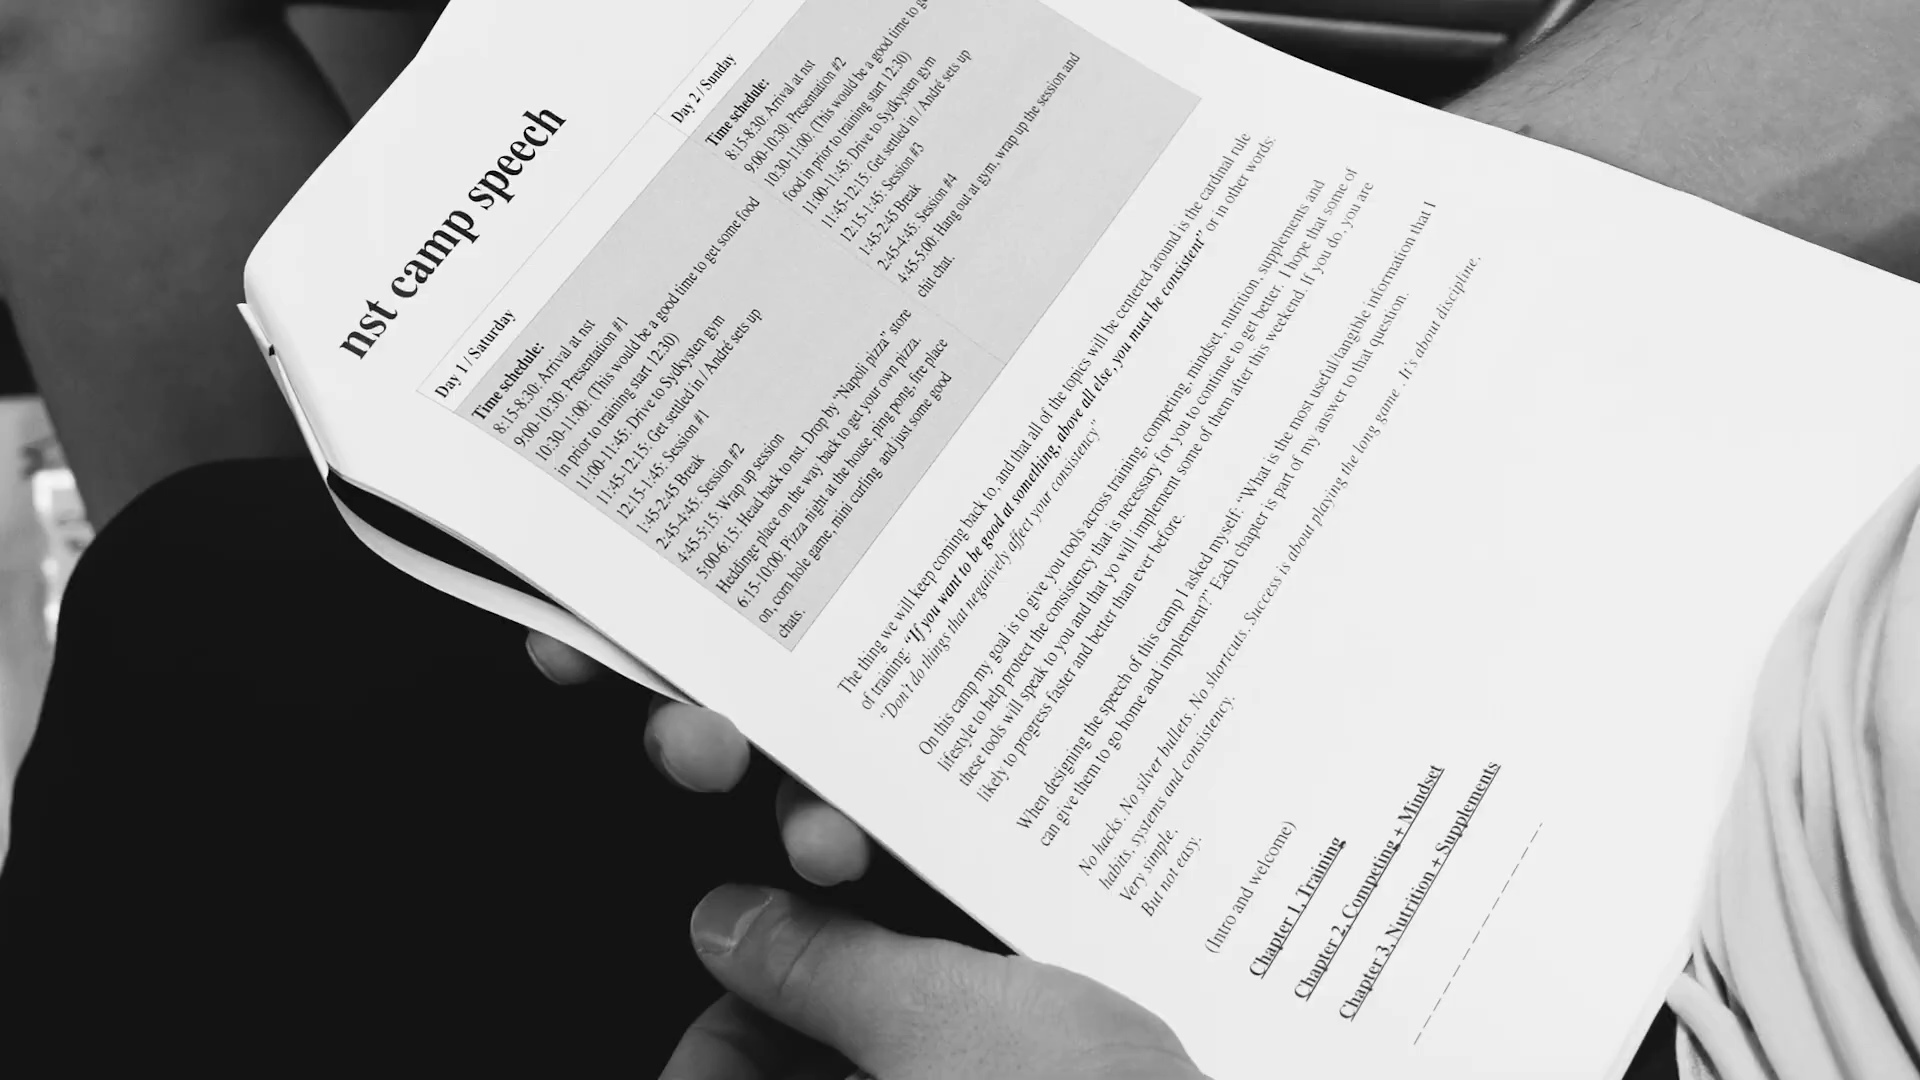 nst camp speech
Day 1 / Saturday
Time schedule:
8:15-8:30: Arrival at nst
9:00-10:30: Presentation #1
10:30-11:00: (This would be a good time to get some food
in prior to training start 12:30)
11:00-11:45: Drive to Sydkysten gym
11:45-12:15: Get settled in / André sets up
12:15-1:45: Session #1
1:45-2:45 Break
2:45-4:45: Session #2
4:45-5:15: Wrap up session
5:00-6:15: Head back to nst. Drop by "Napoli pizza" store
Heddinge place on the way back to get your own pizza.
6:15-10:00: Pizza night at the house, ping pong, fire place
on, corn hole game, mini curling and just some good
chats.
Day 2 / Sunday
Time schedule:
8:15-8:30: Arrival at nst
9:00-10:30: Presentation #2
10:30-11:00: (This would be a good time to
food in prior to training start 12:30)
11:00-11:45: Drive to Sydkysten gym
11:45-12:15: Get settled in / André sets up
12:15-1:45: Session #3
1:45-2:45 Break
2:45-4:45: Session #4
4:45-5:00: Hang out at gym, wrap up the session and
chit chat.
The thing we will keep coming back to, and that all of the topics will be centered around is the cardinal rule
of training: "If you want to be good at something, above all else, you must be consistent" or in other words:
"Don't do things that negatively affect your consistency"
On this camp my goal is to give you tools across training, competing, mindset, nutrition, supplements and
lifestyle to help protect the consistency that is necessary for you to continue to get better. I hope that some of
these tools will speak to you and that yo will implement some of them after this weekend. If you do, you are
likely to progress faster and better than ever before.
When designing the speech of this camp I asked myself: "What is the most useful/tangible information that I
can give them to go home and implement?" Each chapter is part of my answer to that question.
No hacks. No silver bullets. No shortcuts. Success is about playing the long game . It's about discipline,
habits, systems and consistency.
Very simple,
But not easy.
(Intro and welcome)
Chapter 1, Training
Chapter 2, Competing + Mindset
Chapter 3, Nutrition + Supplements